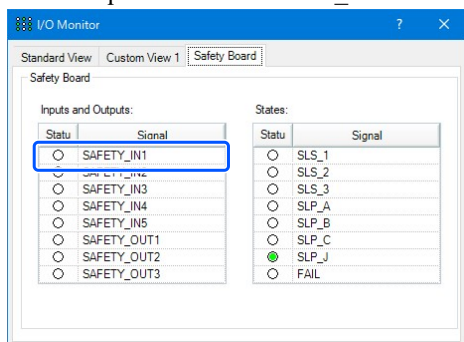 I/O Monitor ? ×
Standard View Custom View 1 Safety Board
Safety Board
Inputs and Outputs: States:
Statu Signal Statu Signal
SAFETY_IN1 SLS_1
SAFETY_IN2 SLS_2
SAFETY_IN3 SLS_3
SAFETY_IN4 SLP_A
SAFETY_IN5 SLP_B
SAFETY_OUT1 SLP_C
SAFETY_OUT2 SLP_J
SAFETY_OUT3 FAIL